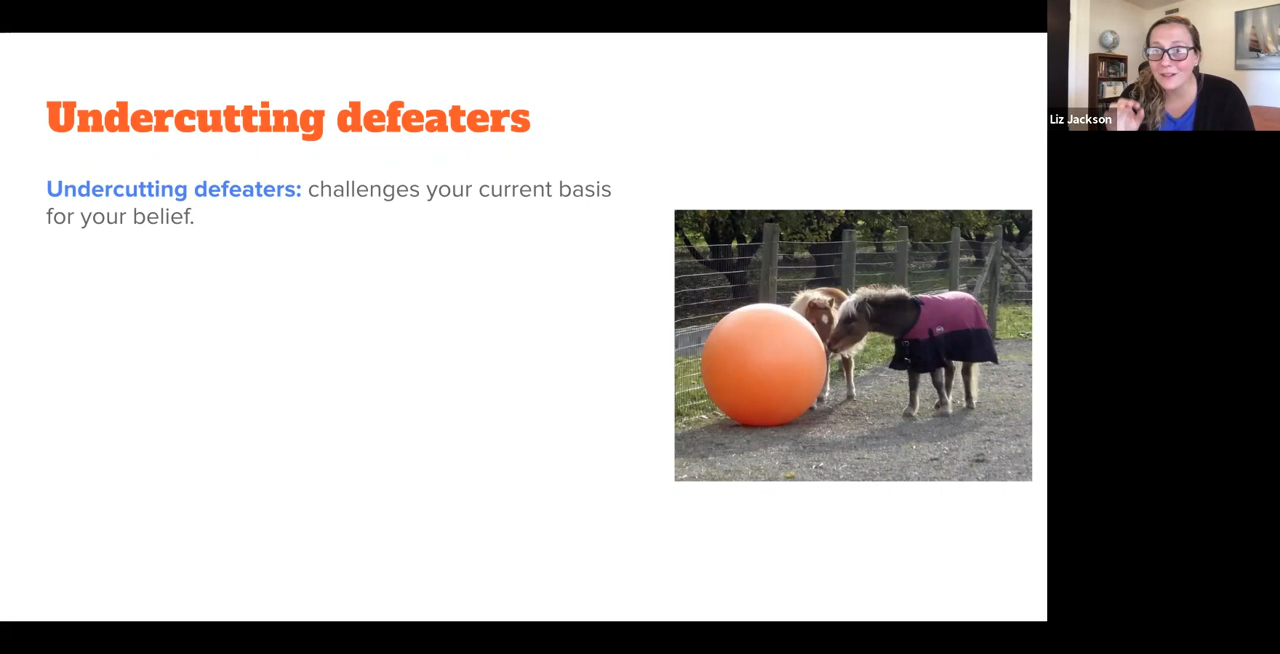 Undercutting defeaters
Undercutting defeaters: challenges your current basis
for your belief.
Liz Jackson